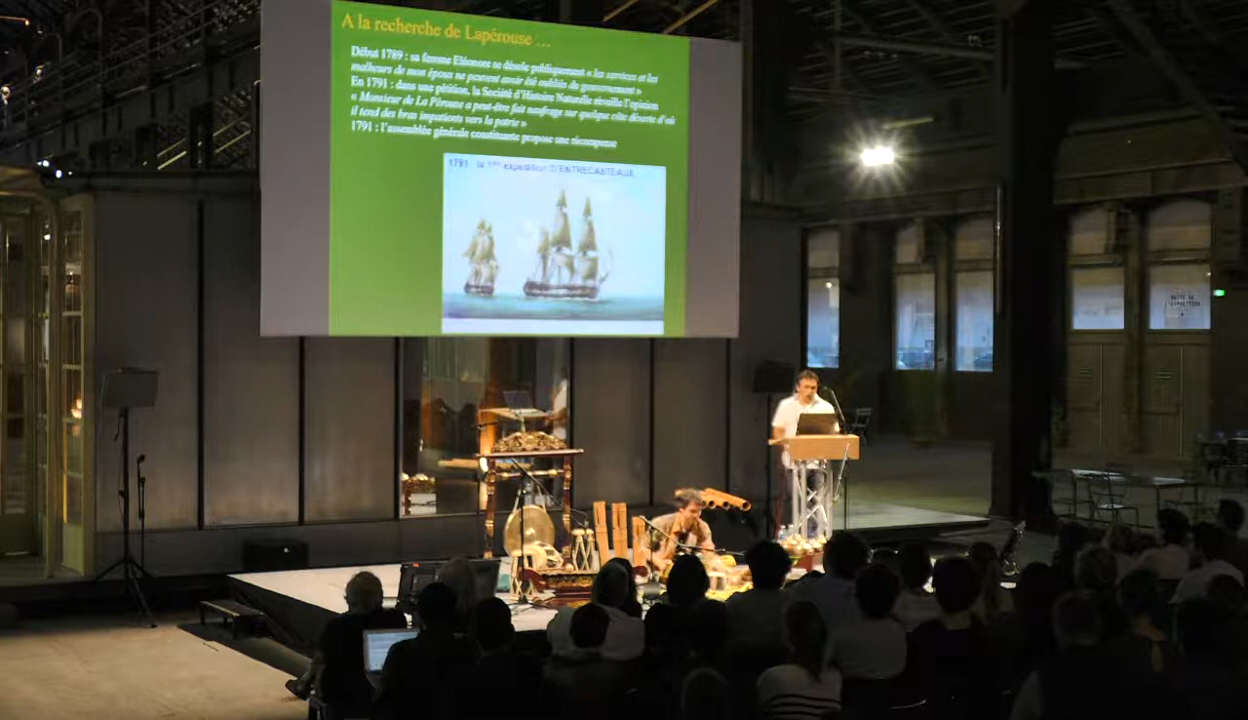 A la recherche de Lapérouse ...
Début 1789 : sa femme Eléonore se désole publiquement « les services et les
malheurs de mon époux ne peuvent avoir été oubliés du gouvernement »
En 1791 : dans une pétition, la Société d'Histoire Naturelle réveille l'opinion
« Monsieur de La Pérouse a peut-être fait naufrage sur quelque côte déserte d'où
il tend des bras impatients vers la patrie »
1791 : l'assemblée générale constituante propose une récompense
1791 : la 1ère expédition D'ENTRECASTEAUX